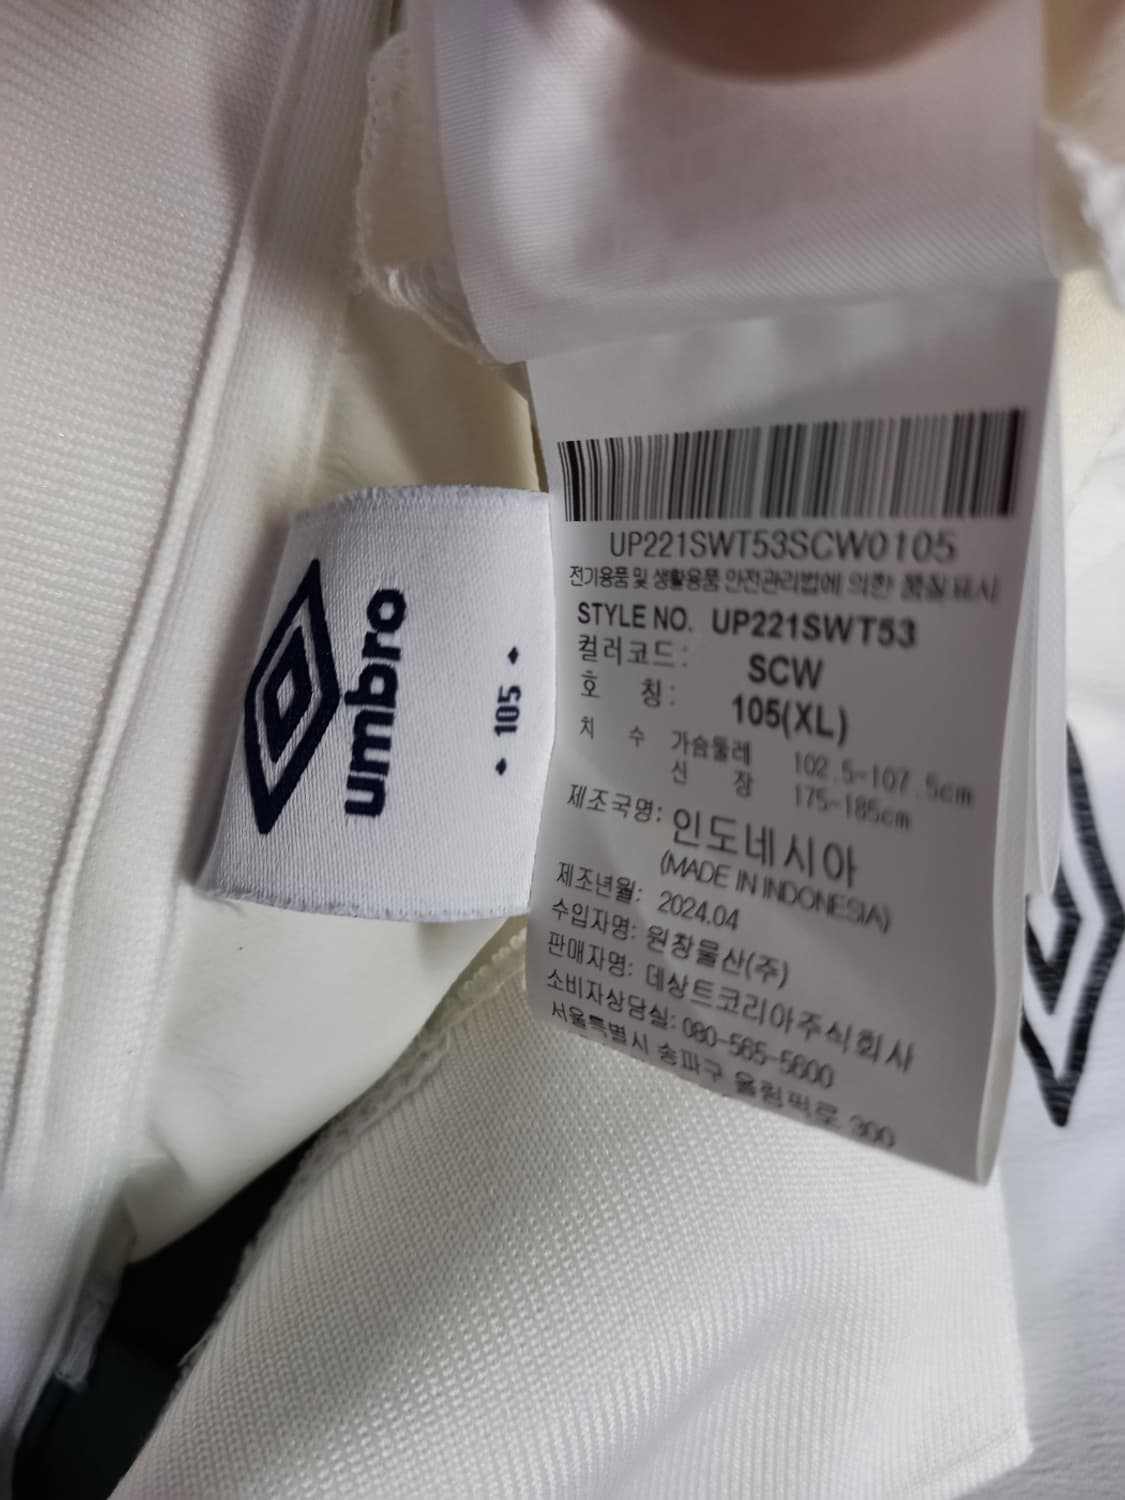 umbro
105
UP221SWT53SCW0105
전기용품 및 생활용품 안전관리법에 의한 품질표시
STYLE NO. UP221SWT53
컬러코드: SCW
호 칭: 105(XL)
치 수 가슴둘레 102.5-107.5cm
신 장 175-185cm
제조국명: 인도네시아
(MADE IN INDONESIA)
제조년월: 2024.04
수입자명: 원창물산(주)
판매자명: 데상트코리아주식회사
소비자상담실: 080-565-5600
서울특별시 송파구 올림픽로 300